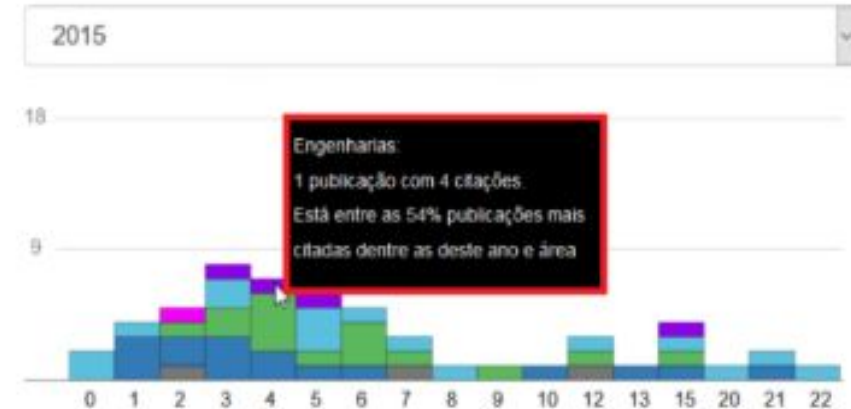 2015
18
Engenharias:
1 publicação com 4 citações.
Está entre as 54% publicações mais
citadas dentre as deste ano e área
9
0 1 2 3 4 5 6 7 8 9 10 12 13 15 20 21 22